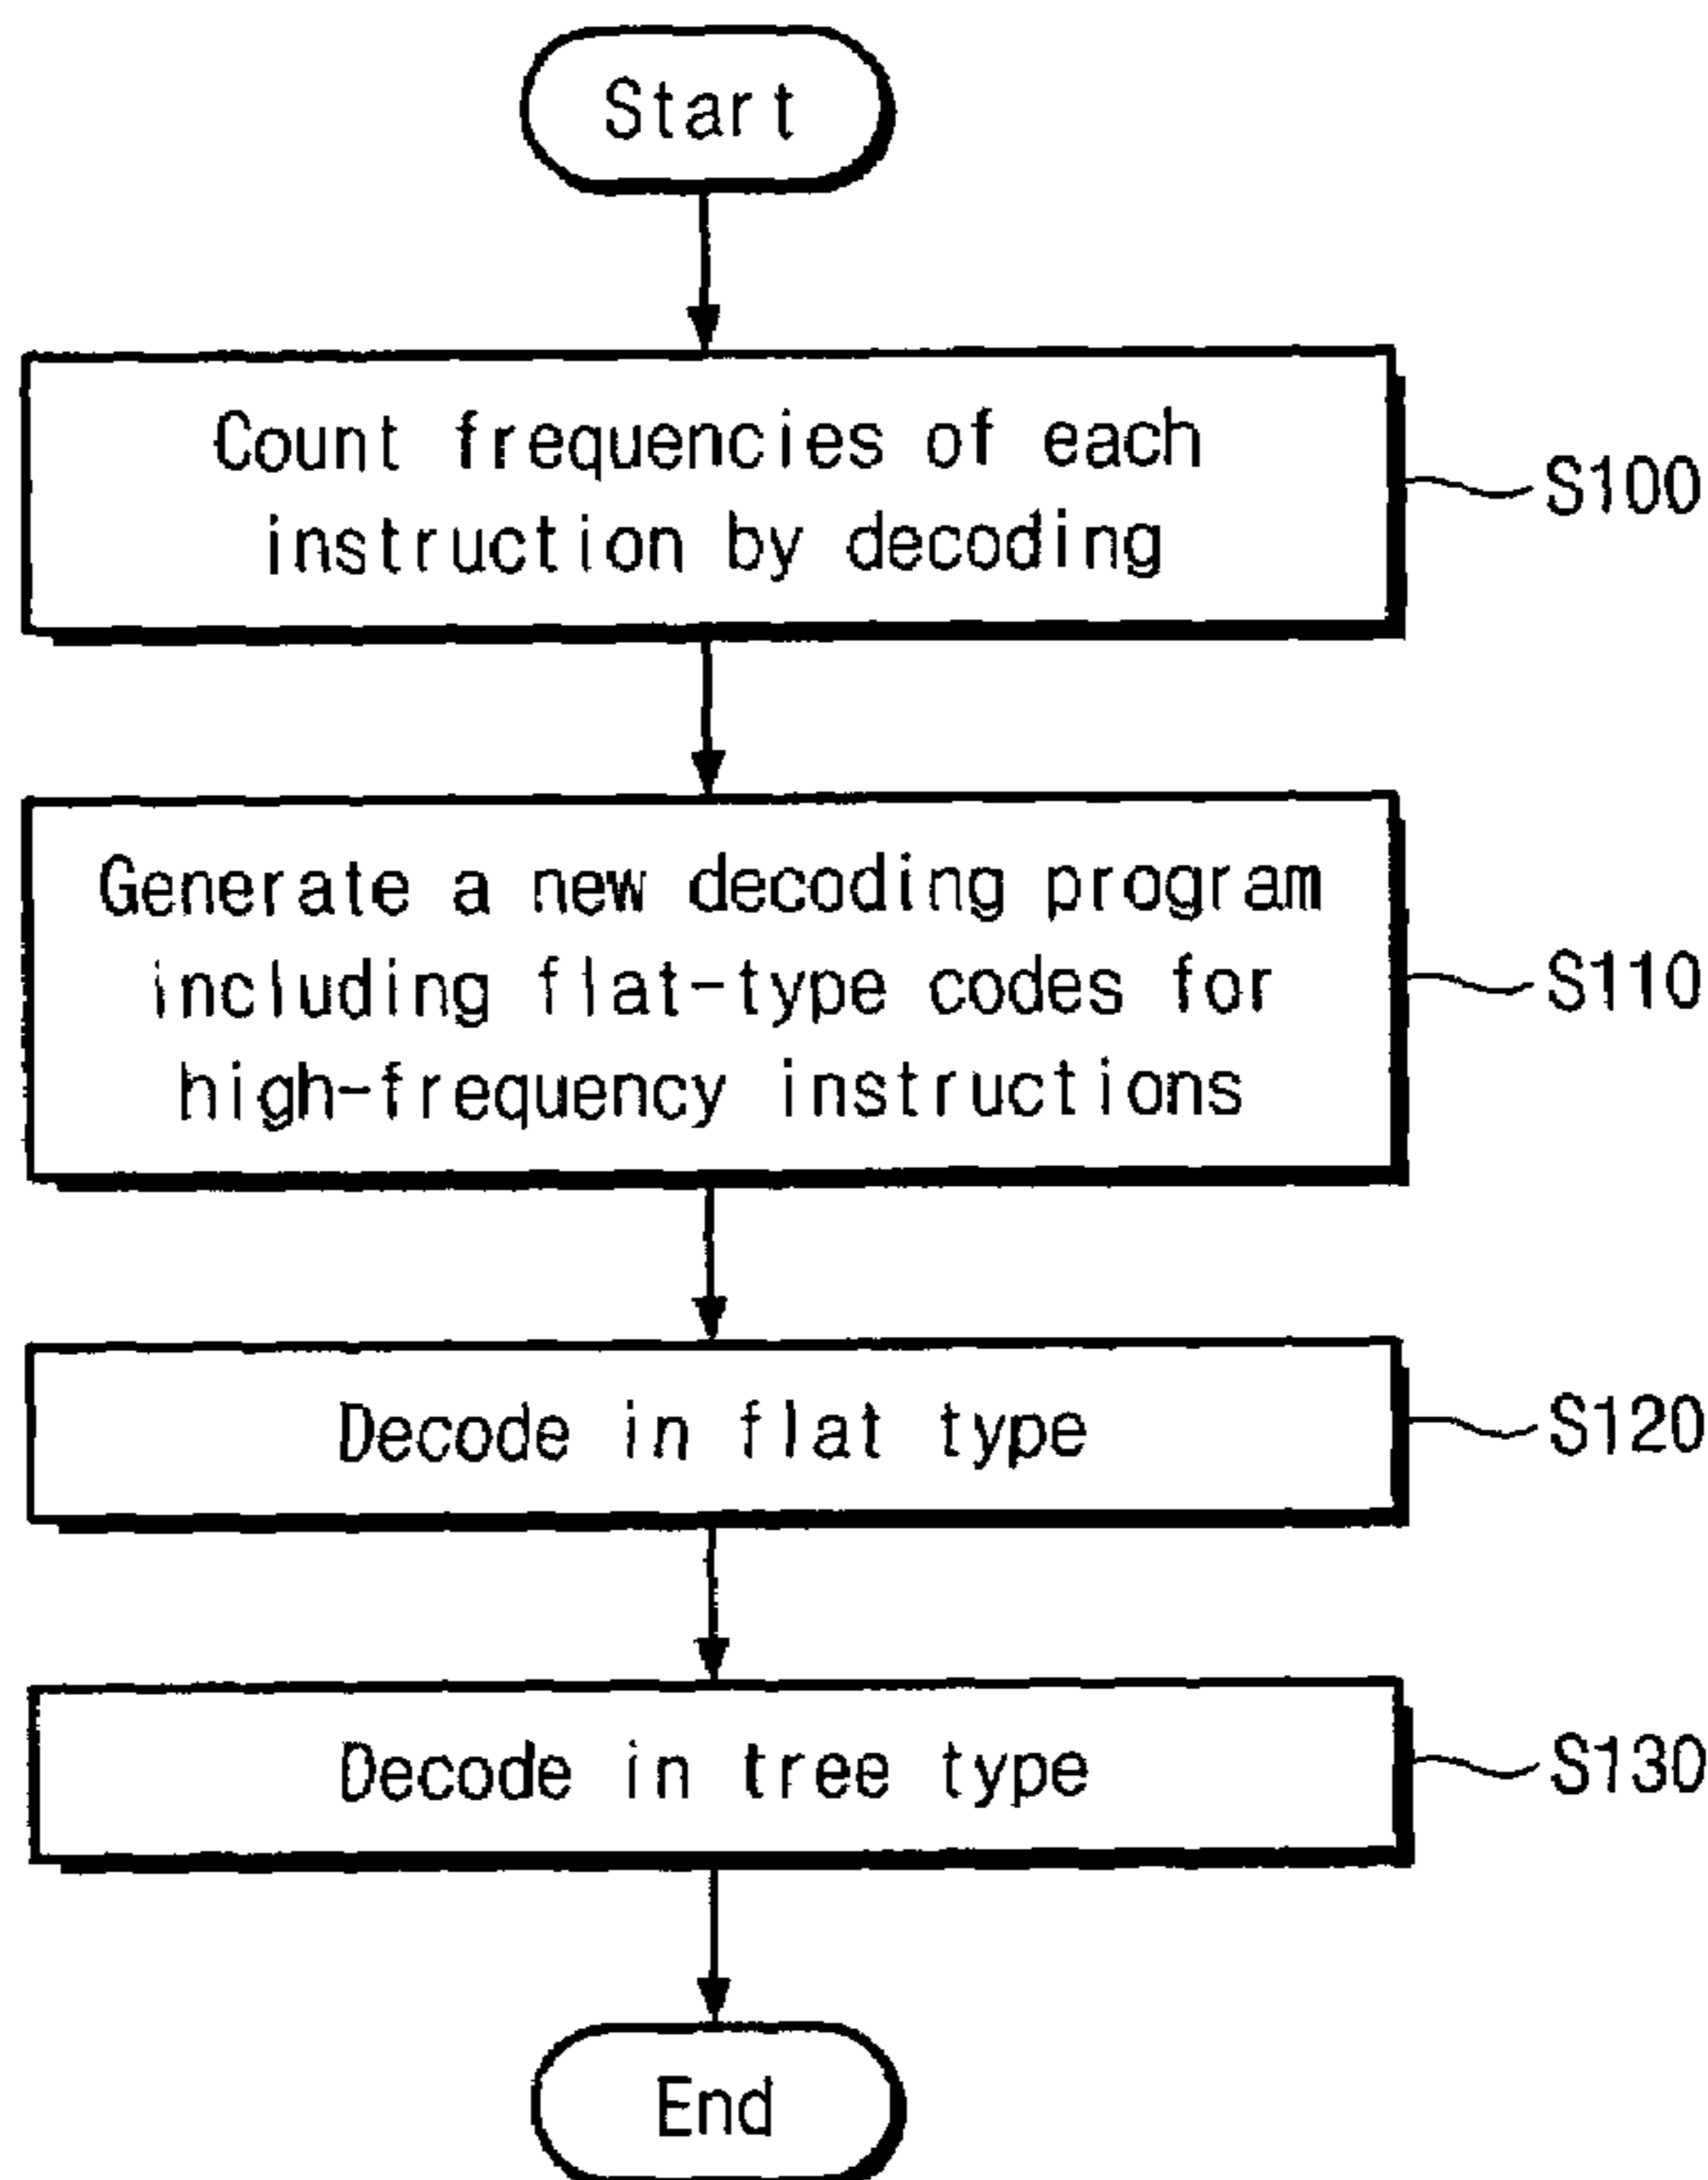 Start
Count frequencies of each
instruction by decoding
S100
Generate a new decoding program
including flat-type codes for
high-frequency instructions
S110
Decode in flat type
S120
Decode in tree type
S130
End